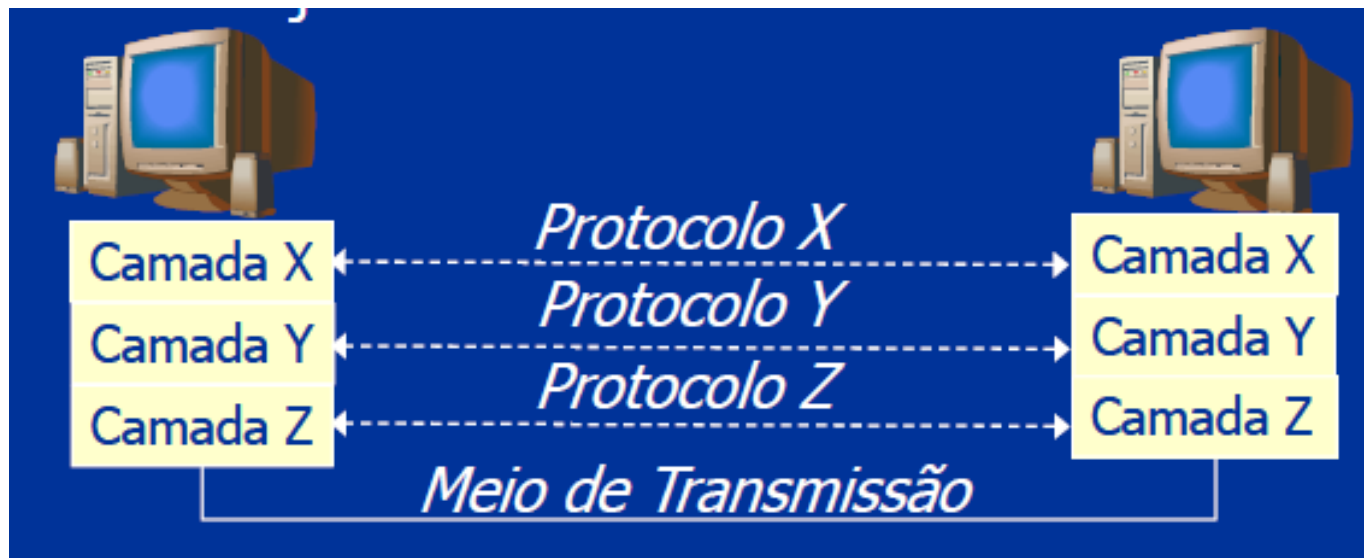 Protocolo X
Camada X Camada X
Protocolo Y
Camada Y Camada Y
Protocolo Z
Camada Z Camada Z
Meio de Transmissão